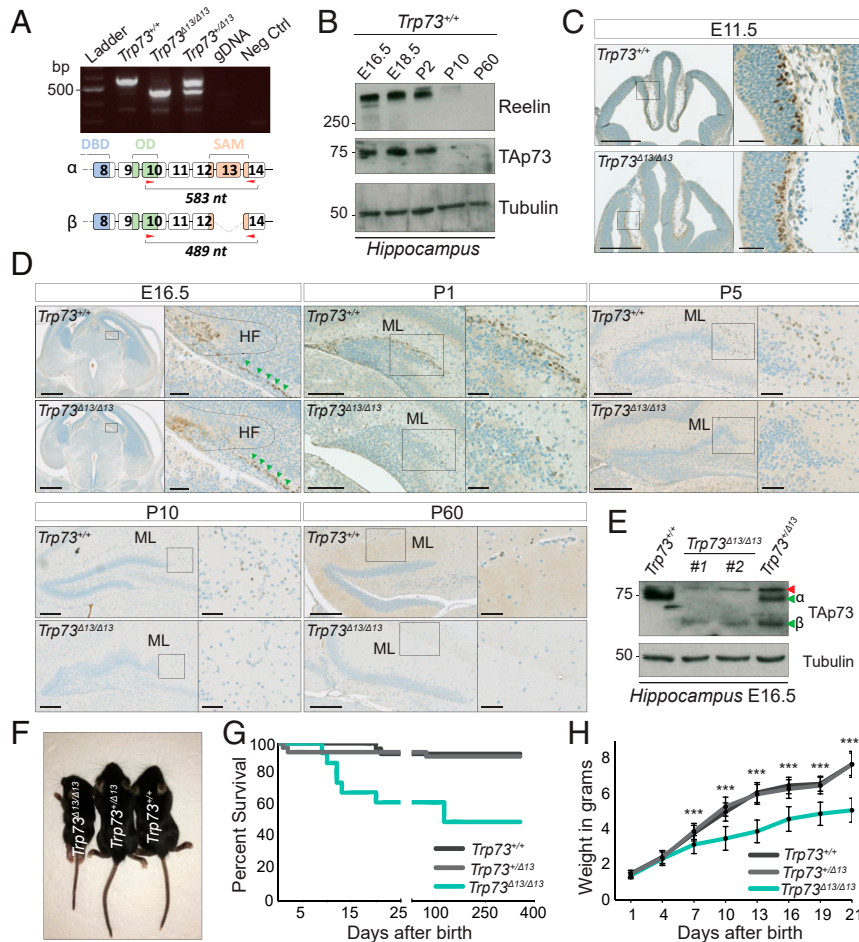 A
Ladder
Trp73+/+
Trp73Δ13/Δ13
Trp73+/Δ13
gDNA
Neg Ctrl
bp
500
DBD OD SAM
α 8 9 10 11 12 13 14
583 nt
β 8 9 10 11 12 14
489 nt
B
Trp73+/+
E16.5 E18.5 P2 P10 P60
Reelin
250
75
TAp73
50
Tubulin
Hippocampus
C
E11.5
Trp73+/+
Trp73Δ13/Δ13
D
E16.5
Trp73+/+
HF
Trp73Δ13/Δ13
HF
P1
Trp73+/+
ML
Trp73Δ13/Δ13
ML
P5
Trp73+/+
ML
Trp73Δ13/Δ13
ML
P10
Trp73+/+
ML
Trp73Δ13/Δ13
ML
P60
Trp73+/+
ML
Trp73Δ13/Δ13
ML
E
Trp73+/+
Trp73Δ13/Δ13
#1 #2
Trp73+/Δ13
75
α
TAp73
β
50
Tubulin
Hippocampus E16.5
F
Trp73Δ13/Δ13
Trp73+/Δ13
Trp73+/+
G
Percent Survival
100
80
60
40
20
0
Trp73+/+
Trp73+/Δ13
Trp73Δ13/Δ13
5 15 25 100 250 400
Days after birth
H
Weight in grams
8
6
4
2
0
*** *** *** *** *** ***
Trp73+/+
Trp73+/Δ13
Trp73Δ13/Δ13
1 4 7 10 13 16 19 21
Days after birth